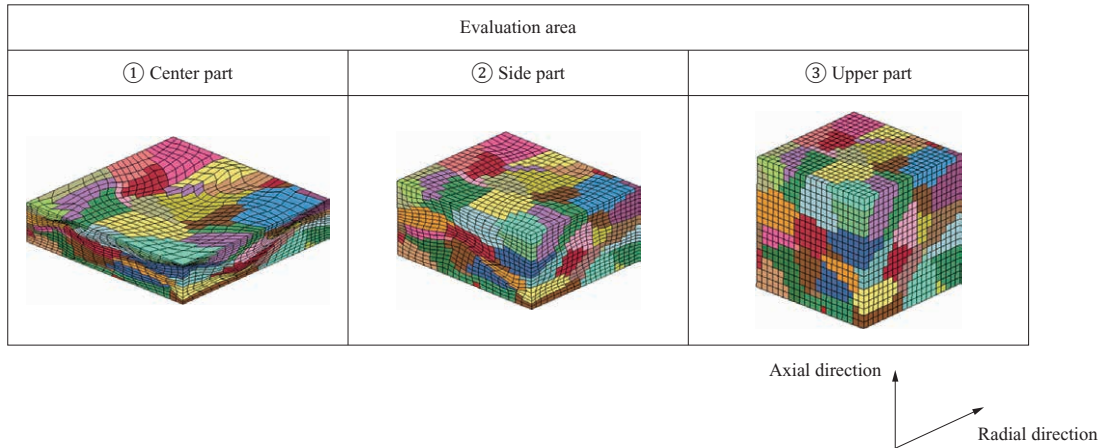 Evaluation area
① Center part
② Side part
③ Upper part
Axial direction
Radial direction